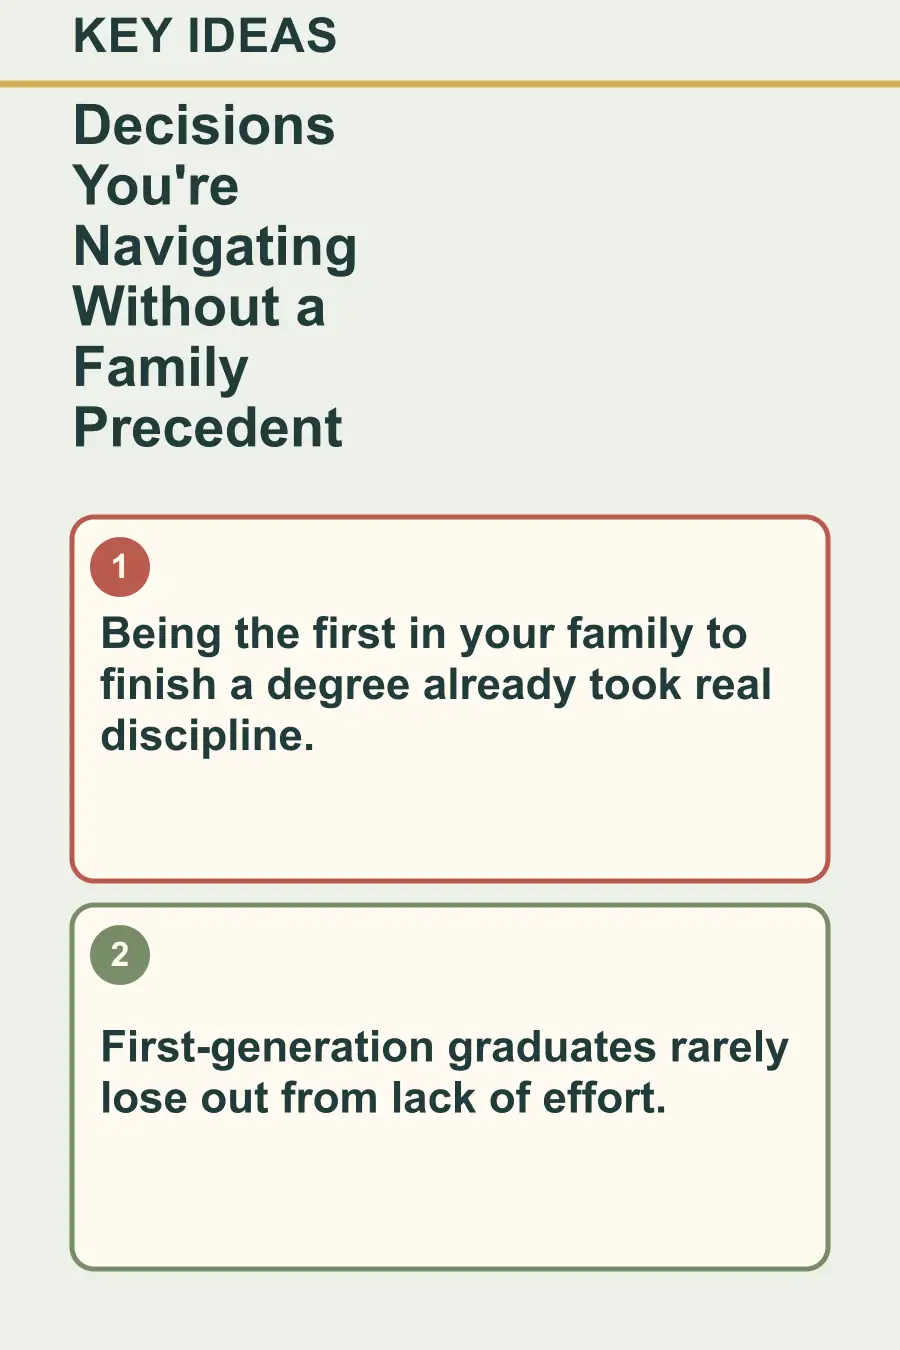 KEY IDEAS
Decisions
You're
Navigating
Without a
Family
Precedent
1
Being the first in your family to
finish a degree already took real
discipline.
2
First-generation graduates rarely
lose out from lack of effort.